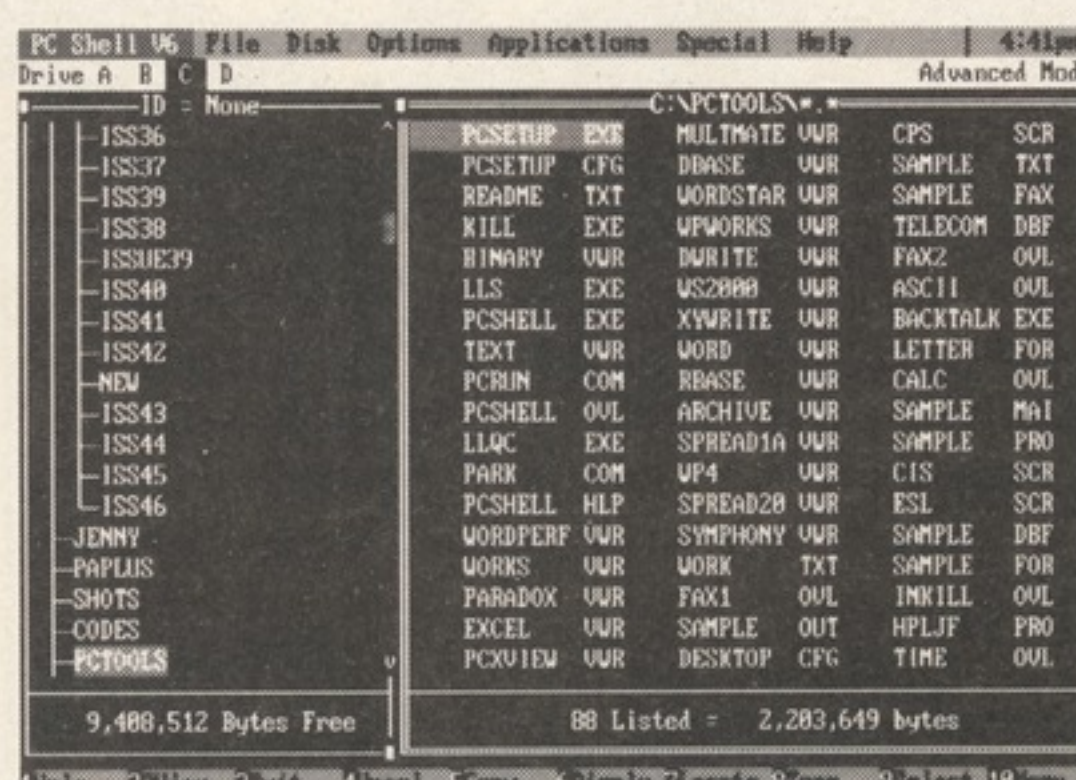 PC Shell V6 File Disk Options Applications Special Help 4:41pm
Drive A B C D Advanced Mod
ID = None
C:\PCTOOLS\*.*
ISS36 PCSETUP EXE MULTMATE VWR CPS SCR
ISS37 PCSETUP CFG DBASE VWR SAMPLE TXT
ISS39 README TXT WORDSTAR VWR SAMPLE FAX
ISS38 KILL EXE WPWORKS VWR TELECOM DBF
ISSUE39 BINARY VWR DWRITE VWR FAX2 OVL
ISS40 LLS EXE WS2000 VWR ASCII OVL
ISS41 PCSHELL EXE XYWRITE VWR BACKTALK EXE
ISS42 TEXT VWR WORD VWR LETTER FOR
NEW PCRUN COM RBASE VWR CALC OVL
ISS43 PCSHELL OVL ARCHIVE VWR SAMPLE MAI
ISS44 LLQC EXE SPREAD1A VWR SAMPLE PRO
ISS45 PARK COM WP4 VWR CIS SCR
ISS46 PCSHELL HLP SPREAD20 VWR ESL SCR
JENNY WORDPERF VWR SYMPHONY VWR SAMPLE DBF
PAPLUS WORKS VWR WORK TXT SAMPLE FOR
SHOTS PARADOX VWR FAX1 OVL INKILL OVL
CODES EXCEL VWR SAMPLE OUT HPLJF PRO
PCTOOLS PCXVIEW VWR DESKTOP CFG TIME OVL
9,408,512 Bytes Free
88 Listed = 2,203,649 bytes